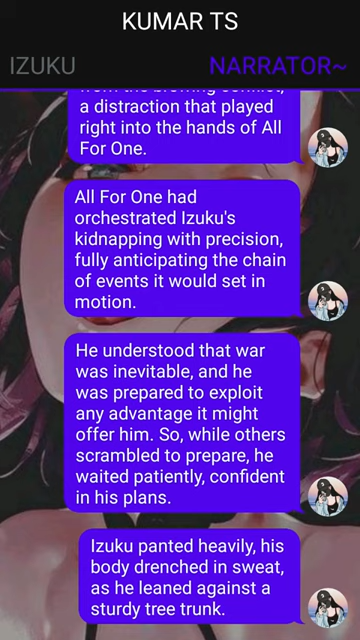 KUMAR TS
IZUKU
NARRATOR~
a distraction that played
right into the hands of All
For One.
All For One had
orchestrated Izuku's
kidnapping with precision,
fully anticipating the chain
of events it would set in
motion.
He understood that war
was inevitable, and he
was prepared to exploit
any advantage it might
offer him. So, while others
scrambled to prepare, he
waited patiently, confident
in his plans.
Izuku panted heavily, his
body drenched in sweat,
as he leaned against a
sturdy tree trunk.